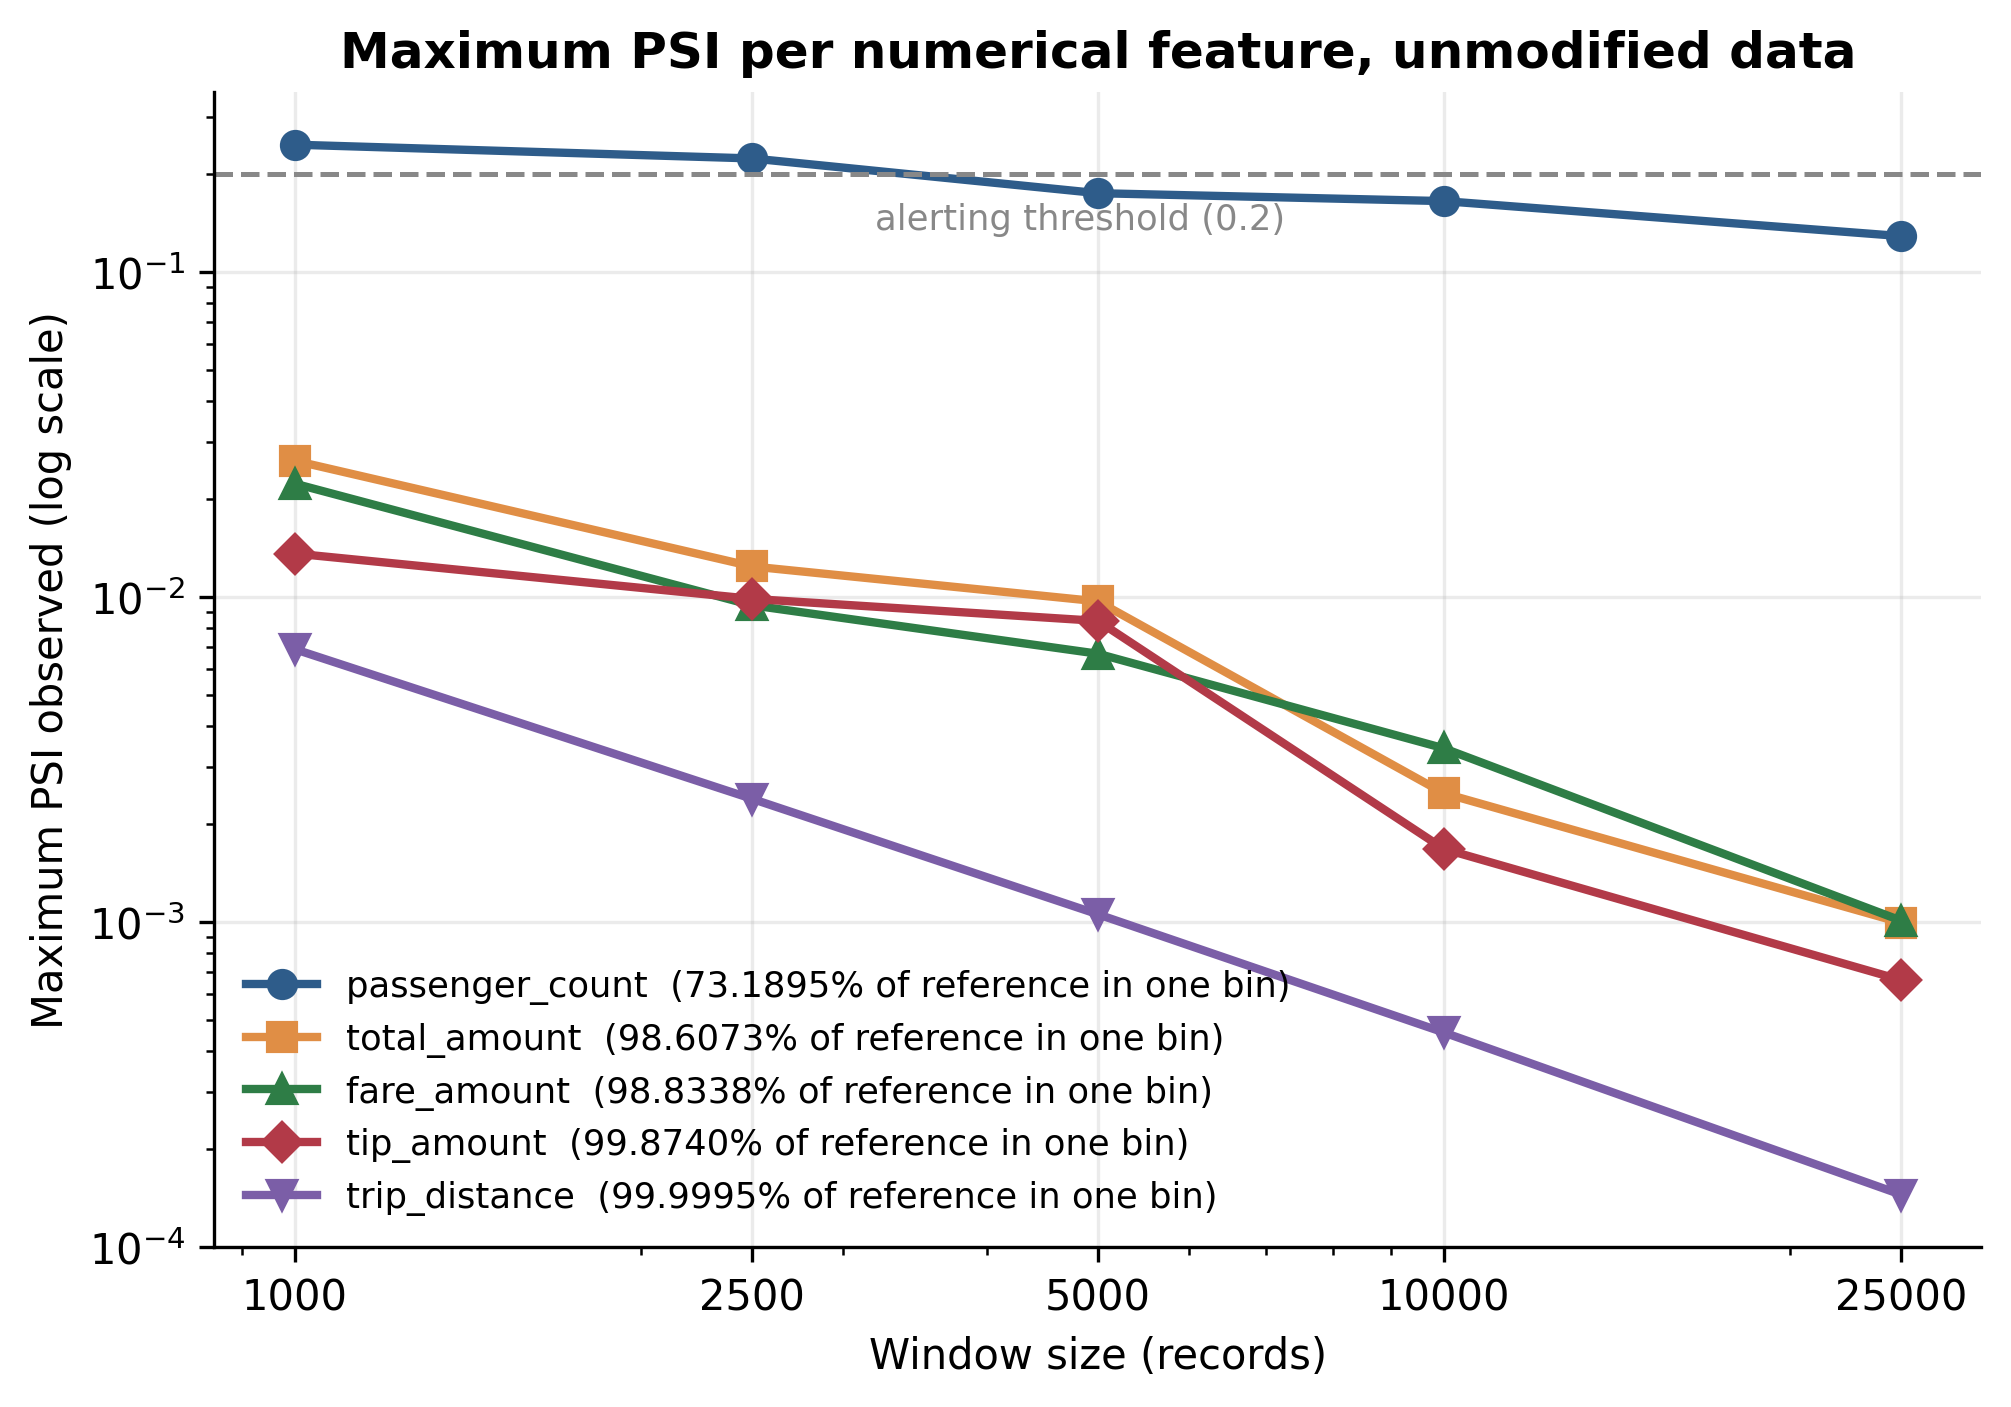 Maximum PSI per numerical feature, unmodified data
Maximum PSI observed (log scale)
10⁻¹
10⁻²
10⁻³
10⁻⁴
alerting threshold (0.2)
passenger_count (73.1895% of reference in one bin)
total_amount (98.6073% of reference in one bin)
fare_amount (98.8338% of reference in one bin)
tip_amount (99.8740% of reference in one bin)
trip_distance (99.9995% of reference in one bin)
1000 2500 5000 10000 25000
Window size (records)